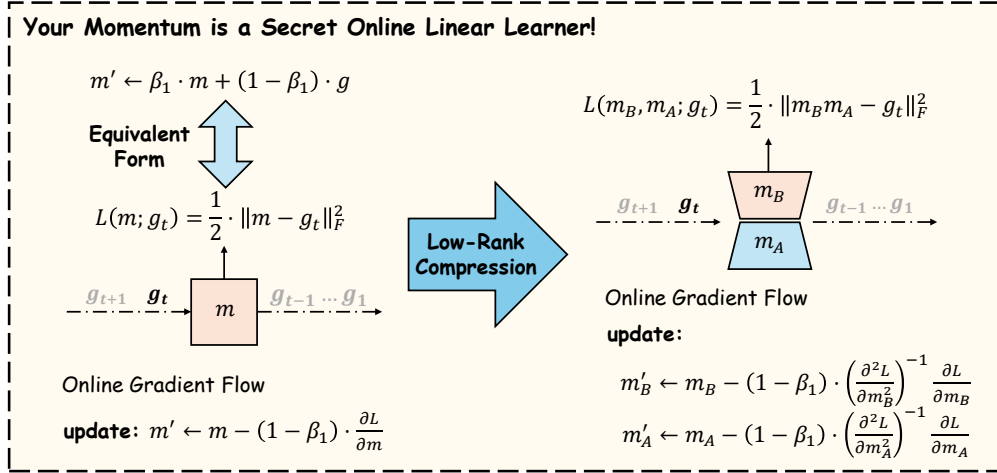 Your Momentum is a Secret Online Linear Learner!
m′ ← β₁ · m + (1 − β₁) · g
Equivalent
Form
L(m; g_t) = 1/2 · ‖m − g_t‖²_F
g_{t+1} g_t m g_{t−1} ⋯ g_1
Online Gradient Flow
update: m′ ← m − (1 − β₁) · ∂L/∂m
Low-Rank
Compression
L(m_B, m_A; g_t) = 1/2 · ‖m_B m_A − g_t‖²_F
m_B
g_{t+1} g_t g_{t−1} ⋯ g_1
m_A
Online Gradient Flow
update:
m′_B ← m_B − (1 − β₁) · (∂²L/∂m²_B)⁻¹ ∂L/∂m_B
m′_A ← m_A − (1 − β₁) · (∂²L/∂m²_A)⁻¹ ∂L/∂m_A